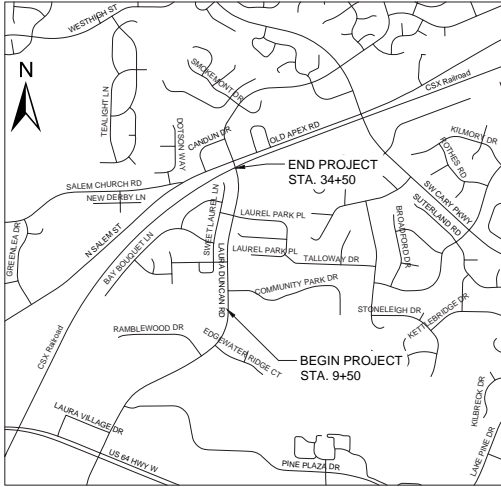 WESTHIGH ST
N
TEALIGHT LN
SMOKEMONT DR
CSX Railroad
DOTSON WAY
CANDUN DR
OLD APEX RD
KILMORY DR
ROTHES RD
END PROJECT
STA. 34+50
SALEM CHURCH RD
NEW DERBY LN
SW CARY PKWY
SUTERLAND RD
GREENLEA DR
N SALEM ST
BAY BOUQUET LN
SWEET LAUREL LN
LAUREL PARK PL
BROADFORD DR
LAURA DUNCAN RD
LAUREL PARK PL
TALLOWAY DR
COMMUNITY PARK DR
STONELEIGH DR
KETTLEBRIDGE DR
CSX Railroad
RAMBLEWOOD DR
EDGEWATER RIDGE CT
BEGIN PROJECT
STA. 9+50
KILBRECK DR
LAURA VILLAGE DR
US 64 HWY W
PINE PLAZA DR
LAKE PINE DR